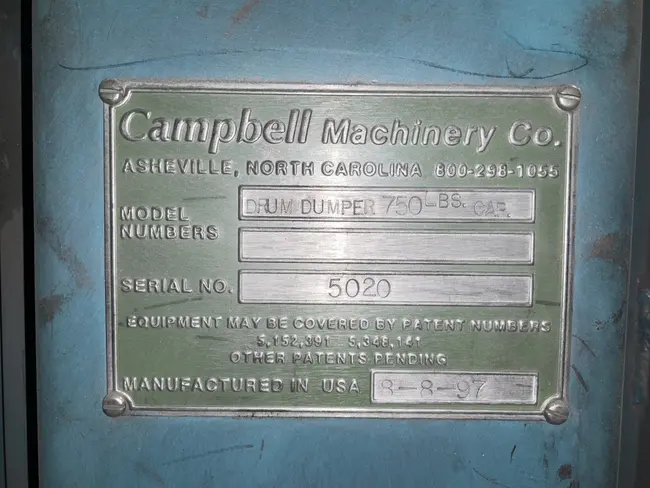 Campbell Machinery Co.
ASHEVILLE, NORTH CAROLINA 800-298-1055
MODEL NUMBERS DRUM DUMPER 750 LBS. CAP.
SERIAL NO. 5020
EQUIPMENT MAY BE COVERED BY PATENT NUMBERS
5,152,391 5,348,141
OTHER PATENTS PENDING
MANUFACTURED IN USA 8-8-97